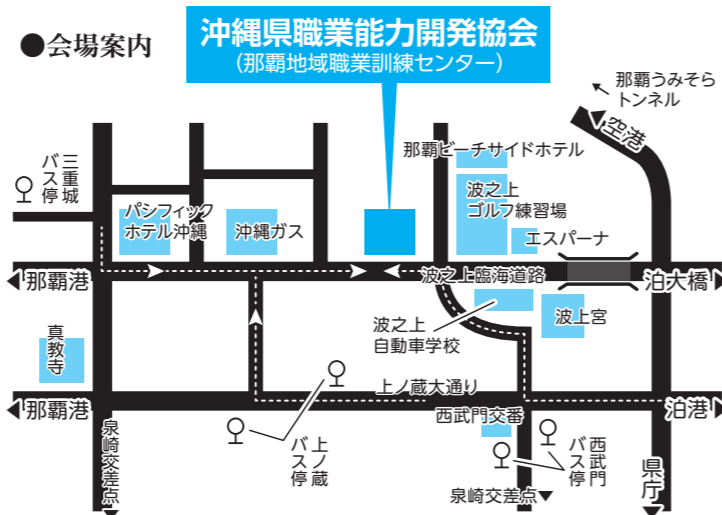 ●会場案内
沖縄県職業能力開発協会
(那覇地域職業訓練センター)
那覇うみそら
トンネル
空港
三重城
バス停
那覇ビーチサイドホテル
パシフィック
ホテル沖縄
沖縄ガス
波之上
ゴルフ練習場
エスパーナ
那覇港
波之上臨海道路
泊大橋
真教寺
波之上
自動車学校
波上宮
上ノ蔵大通り
那覇港
西武門交番
泊港
泉崎交差点
上ノ蔵
バス停
西武門
バス停
泉崎交差点
県庁